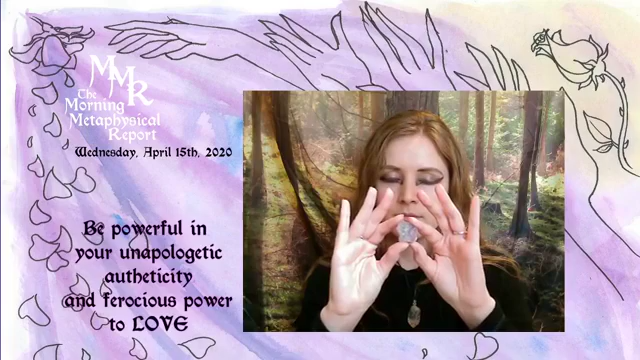 MMR
The
Morning
Metaphysical
Report
Wednesday, April 15th, 2020
Be powerful in
your unapologetic
autheticity
and ferocious power
to LOVE